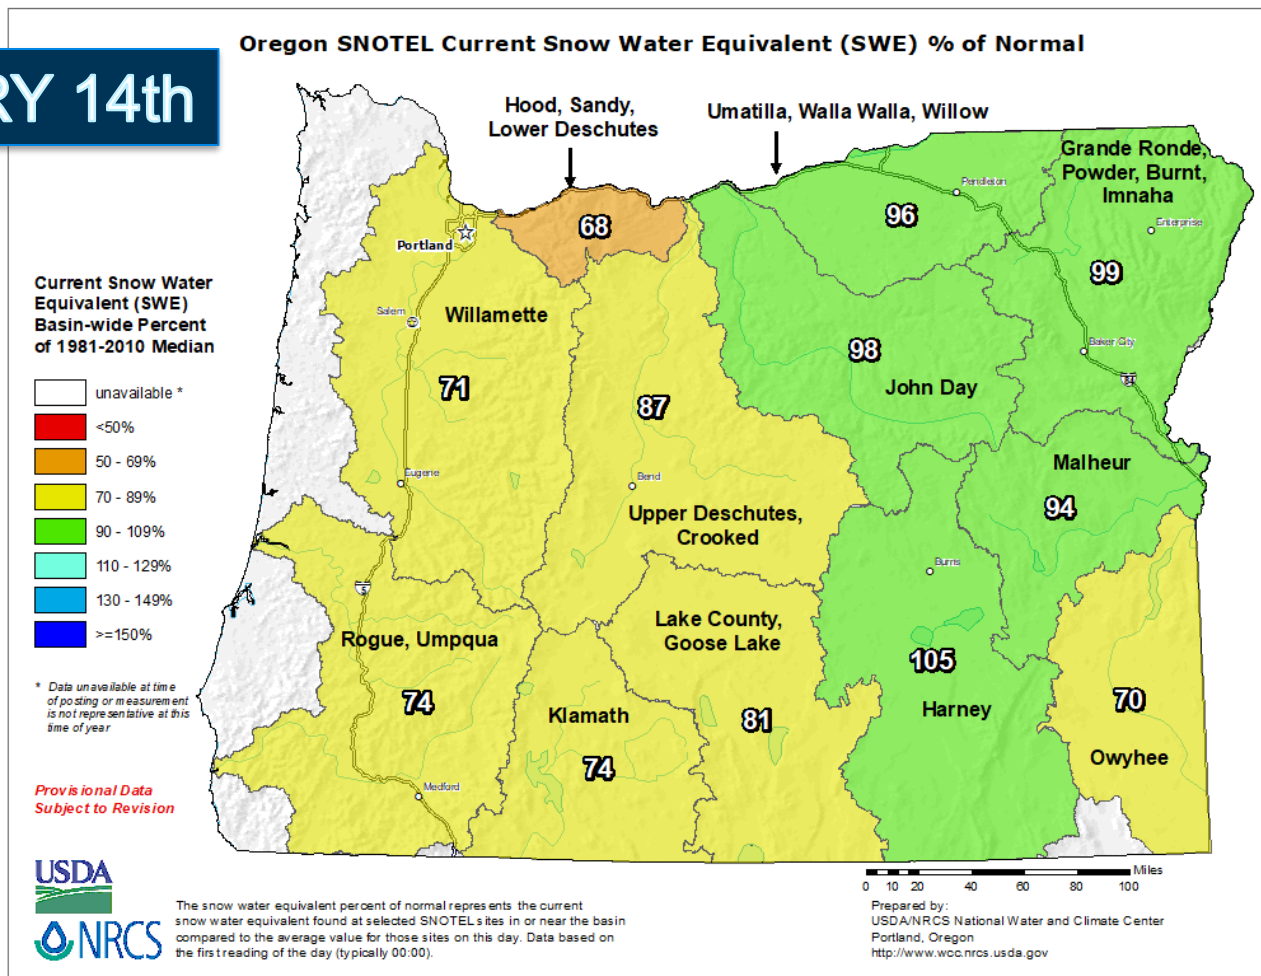 Oregon SNOTEL Current Snow Water Equivalent (SWE) % of Normal
RY 14th
Hood, Sandy,
Lower Deschutes
Umatilla, Walla Walla, Willow
Grande Ronde,
Powder, Burnt,
Imnaha
Pendleton
Enterprise
96
68
99
Portland
Current Snow Water
Equivalent (SWE)
Basin-wide Percent
of 1981-2010 Median
Salem
Willamette
98
Baker City
84
John Day
71
87
unavailable *
<50%
50 - 69%
70 - 89%
90 - 109%
110 - 129%
130 - 149%
>=150%
Eugene
Bend
Malheur
94
Upper Deschutes,
Crooked
Burns
5
Lake County,
Goose Lake
Rogue, Umpqua
105
74
Klamath
81
Harney
70
74
Owyhee
Medford
* Data unavailable at time
of posting or measurement
is not representative at this
time of year
Provisional Data
Subject to Revision
USDA
NRCS
The snow water equivalent percent of normal represents the current
snow water equivalent found at selected SNOTEL sites in or near the basin
compared to the average value for those sites on this day. Data based on
the first reading of the day (typically 00:00).
Miles
0 10 20 40 60 80 100
Prepared by:
USDA/NRCS National Water and Climate Center
Portland, Oregon
http://www.wcc.nrcs.usda.gov